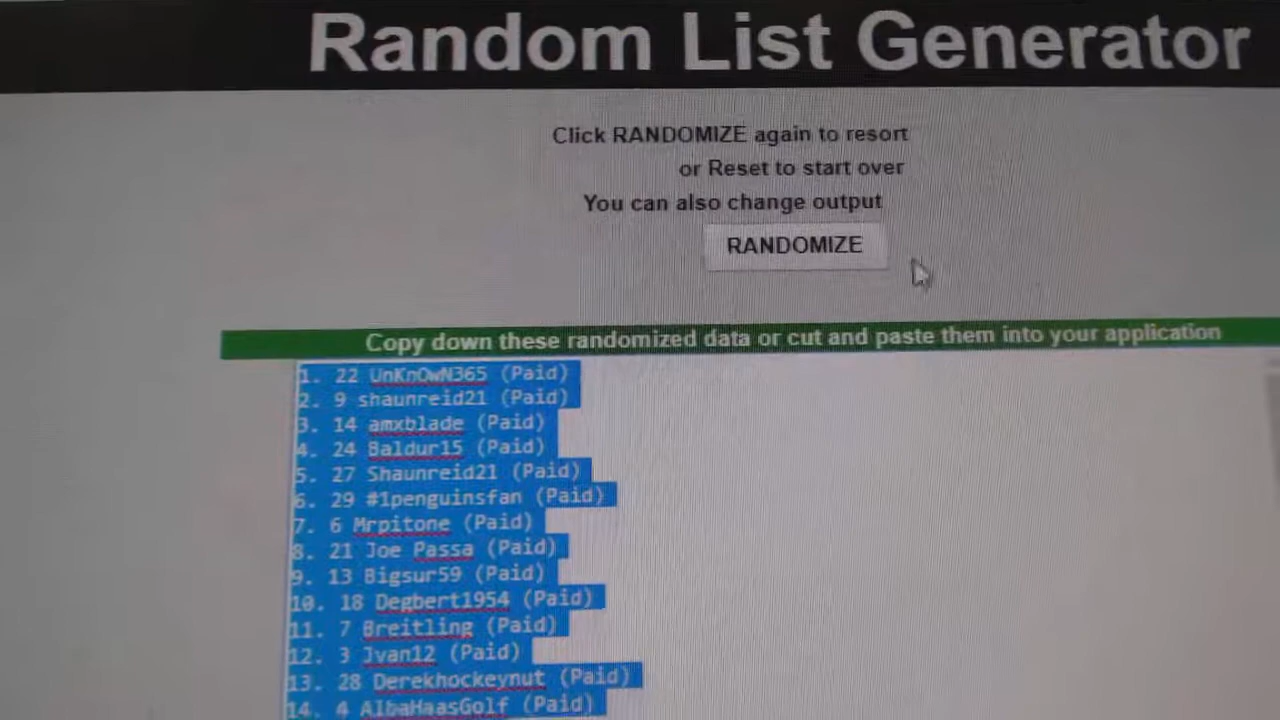 Random List Generator
Click RANDOMIZE again to resort
or Reset to start over
You can also change output
RANDOMIZE
Copy down these randomized data or cut and paste them into your application
1. 22 UnKnOwN365 (Paid)
2. 9 shaunreid21 (Paid)
3. 14 amxblade (Paid)
4. 24 Baldur15 (Paid)
5. 27 Shaunreid21 (Paid)
6. 29 #1penguinsfan (Paid)
7. 6 Mrpitone (Paid)
8. 21 Joe Passa (Paid)
9. 13 Bigsur59 (Paid)
10. 18 Degbert1954 (Paid)
11. 7 Breitling (Paid)
12. 3 Jvan12 (Paid)
13. 28 Derekhockeynut (Paid)
14. 4 AlbaHaasGolf (Paid)